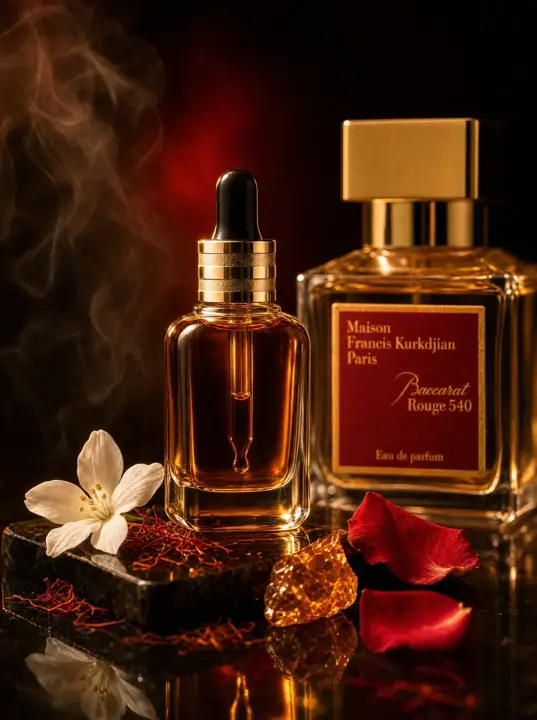 Maison
Francis Kurkdjian
Paris
Baccarat
Rouge 540
Eau de parfum